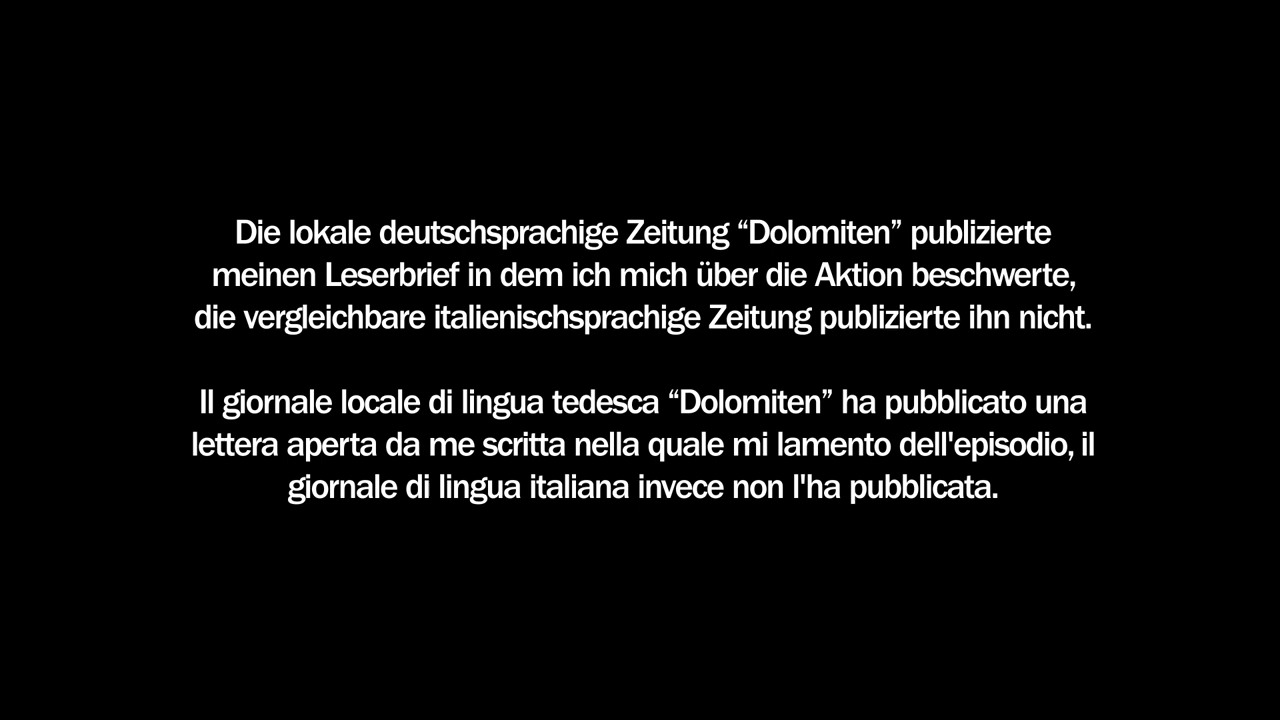 Die lokale deutschsprachige Zeitung “Dolomiten” publizierte
meinen Leserbrief in dem ich mich über die Aktion beschwerte,
die vergleichbare italienischsprachige Zeitung publizierte ihn nicht.
Il giornale locale di lingua tedesca “Dolomiten” ha pubblicato una
lettera aperta da me scritta nella quale mi lamento dell'episodio, il
giornale di lingua italiana invece non l'ha pubblicata.